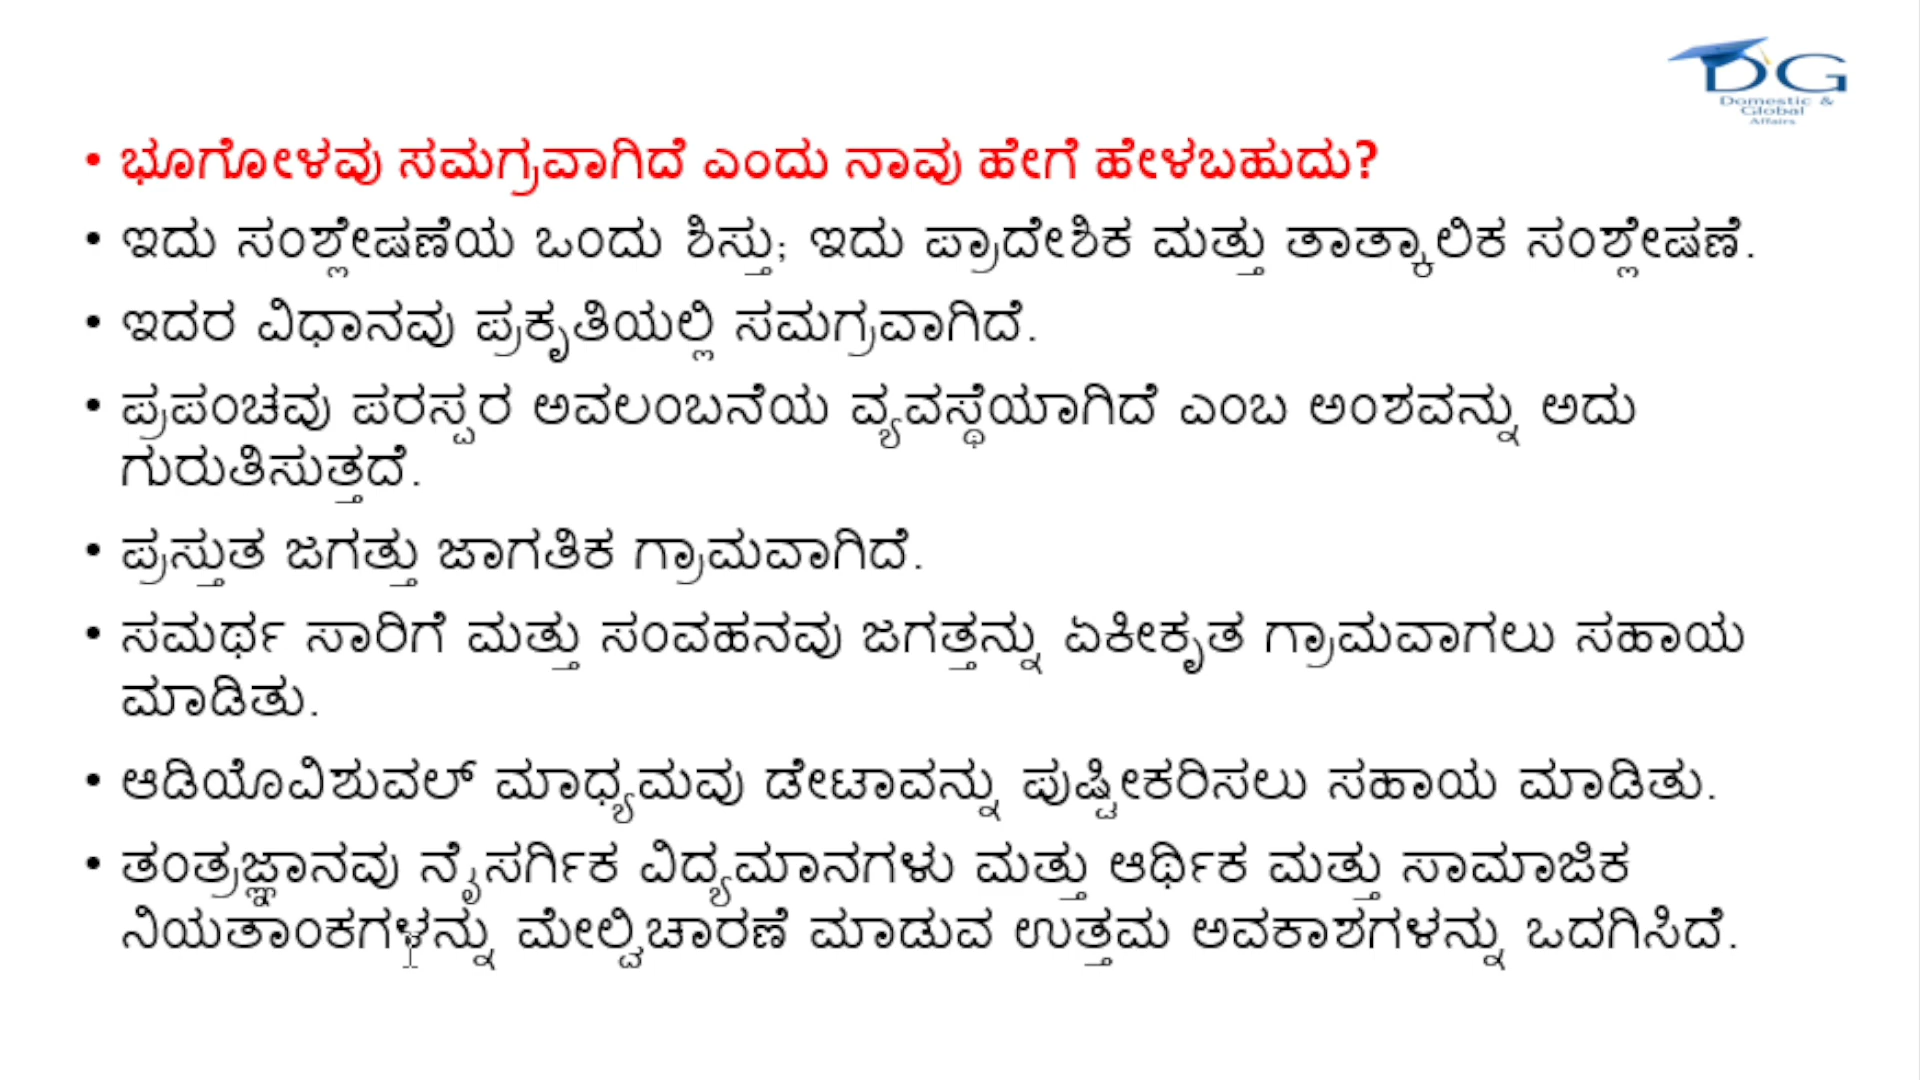 DG
Domestic &
Global
Affairs
• ಭೂಗೋಳವು ಸಮಗ್ರವಾಗಿದೆ ಎಂದು ನಾವು ಹೇಗೆ ಹೇಳಬಹುದು?
• ಇದು ಸಂಶ್ಲೇಷಣೆಯ ಒಂದು ಶಿಸ್ತು; ಇದು ಪ್ರಾದೇಶಿಕ ಮತ್ತು ತಾತ್ಕಾಲಿಕ ಸಂಶ್ಲೇಷಣೆ.
• ಇದರ ವಿಧಾನವು ಪ್ರಕೃತಿಯಲ್ಲಿ ಸಮಗ್ರವಾಗಿದೆ.
• ಪ್ರಪಂಚವು ಪರಸ್ಪರ ಅವಲಂಬನೆಯ ವ್ಯವಸ್ಥೆಯಾಗಿದೆ ಎಂಬ ಅಂಶವನ್ನು ಅದು
ಗುರುತಿಸುತ್ತದೆ.
• ಪ್ರಸ್ತುತ ಜಗತ್ತು ಜಾಗತಿಕ ಗ್ರಾಮವಾಗಿದೆ.
• ಸಮರ್ಥ ಸಾರಿಗೆ ಮತ್ತು ಸಂವಹನವು ಜಗತ್ತನ್ನು ಏಕೀಕೃತ ಗ್ರಾಮವಾಗಲು ಸಹಾಯ
ಮಾಡಿತು.
• ಆಡಿಯೊವಿಶುವಲ್ ಮಾಧ್ಯಮವು ಡೇಟಾವನ್ನು ಪುಷ್ಟೀಕರಿಸಲು ಸಹಾಯ ಮಾಡಿತು.
• ತಂತ್ರಜ್ಞಾನವು ನೈಸರ್ಗಿಕ ವಿದ್ಯಮಾನಗಳು ಮತ್ತು ಆರ್ಥಿಕ ಮತ್ತು ಸಾಮಾಜಿಕ
ನಿಯತಾಂಕಗಳನ್ನು ಮೇಲ್ವಿಚಾರಣೆ ಮಾಡುವ ಉತ್ತಮ ಅವಕಾಶಗಳನ್ನು ಒದಗಿಸಿದೆ.